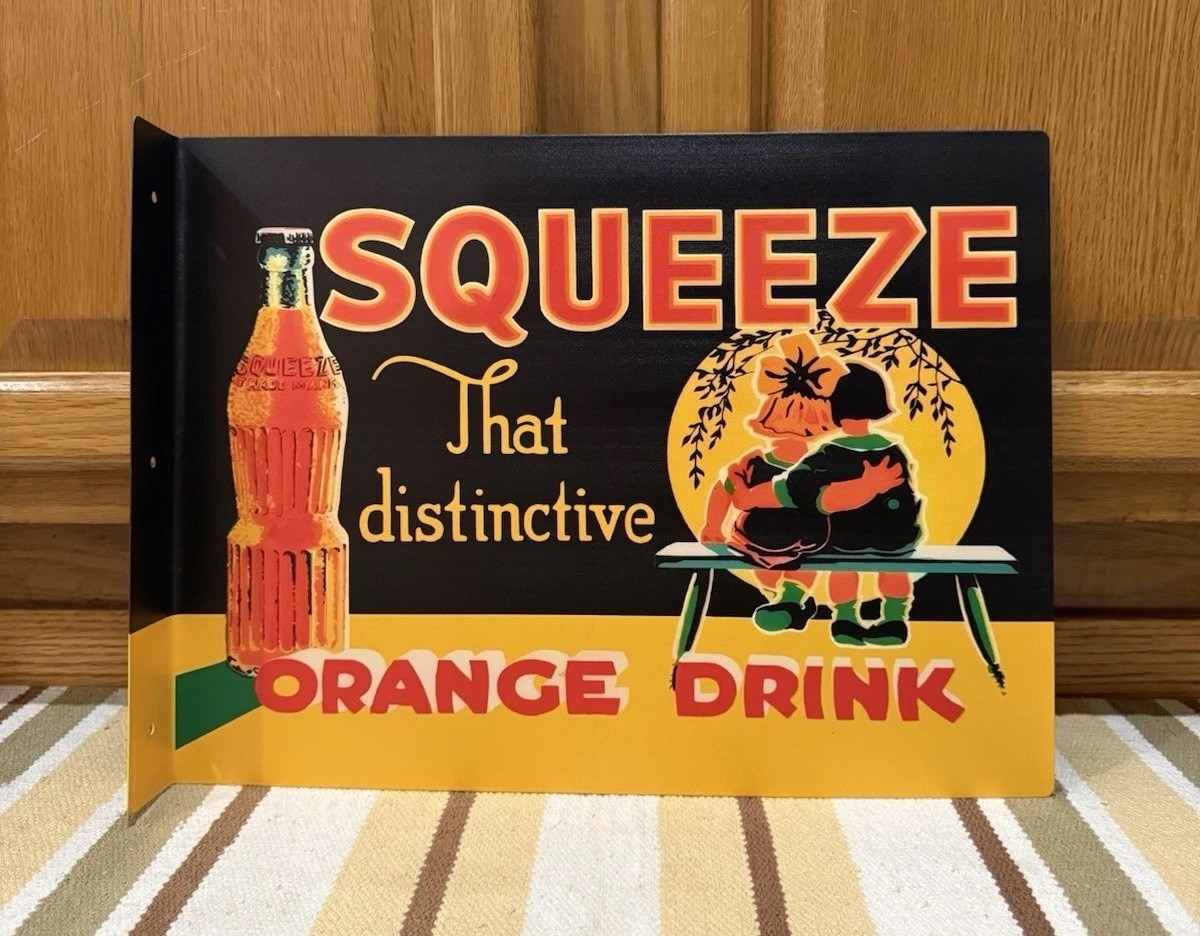 SQUEEZE
That
distinctive
ORANGE DRINK
SQUEEZE
TRADE MARK